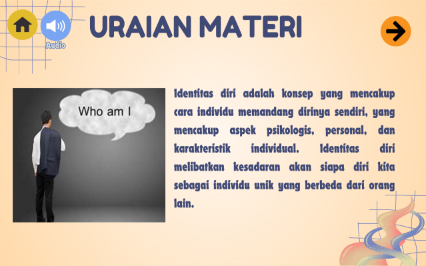 URAIAN MATERI
Audio
Who am I
Identitas diri adalah konsep yang mencakup
cara individu memandang dirinya sendiri, yang
mencakup aspek psikologis, personal, dan
karakteristik individual. Identitas diri
melibatkan kesadaran akan siapa diri kita
sebagai individu unik yang berbeda dari orang
lain.